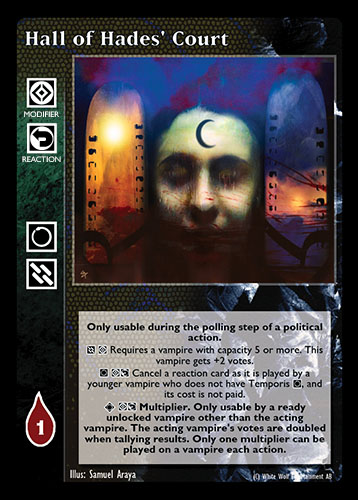 Hall of Hades' Court
MODIFIER
REACTION
Only usable during the polling step of a political
action.
Requires a vampire with capacity 5 or more. This
vampire gets +2 votes.
Cancel a reaction card as it is played by a
younger vampire who does not have Temporis , and
its cost is not paid.
Multiplier. Only usable by a ready
unlocked vampire other than the acting
vampire. The acting vampire's votes are doubled
when tallying results. Only one multiplier can be
played on a vampire each action.
1
Illus: Samuel Araya
(C) White Wolf Entertainment AB